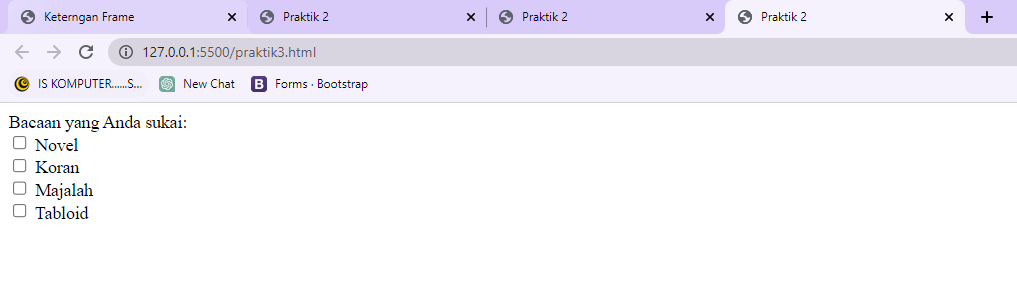 Keterngan Frame Praktik 2 Praktik 2 Praktik 2
127.0.0.1:5500/praktik3.html
IS KOMPUTER......S... New Chat B Forms · Bootstrap
Bacaan yang Anda sukai:
Novel
Koran
Majalah
Tabloid